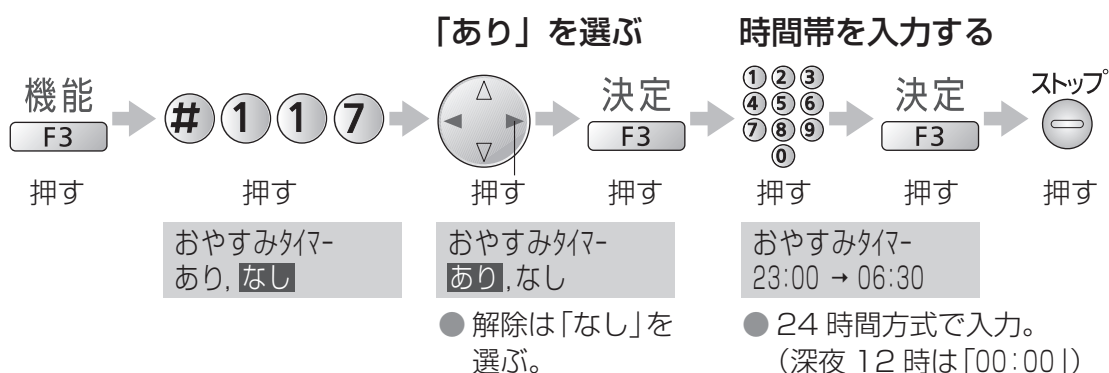 「あり」を選ぶ 時間帯を入力する
機能 決定 決定 ストップ
F3 # 1 1 7 F3 F3
1 2 3
4 5 6
7 8 9
0
押す 押す 押す 押す 押す 押す 押す
おやすみﾀｲﾏｰ おやすみﾀｲﾏｰ おやすみﾀｲﾏｰ
あり,なし あり,なし 23:00 → 06:30
● 解除は「なし」を ● 24 時間方式で入力。
選ぶ。 (深夜 12 時は「00:00」)